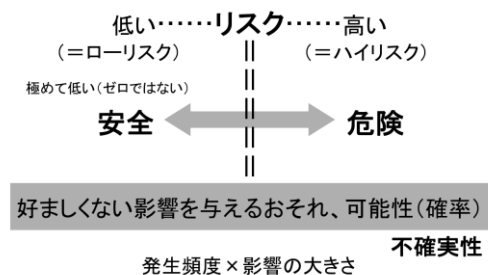 低い……リスク……高い
(＝ローリスク) (＝ハイリスク)
極めて低い(ゼロではない)
安全 危険
好ましくない影響を与えるおそれ、可能性(確率)
不確実性
発生頻度×影響の大きさ